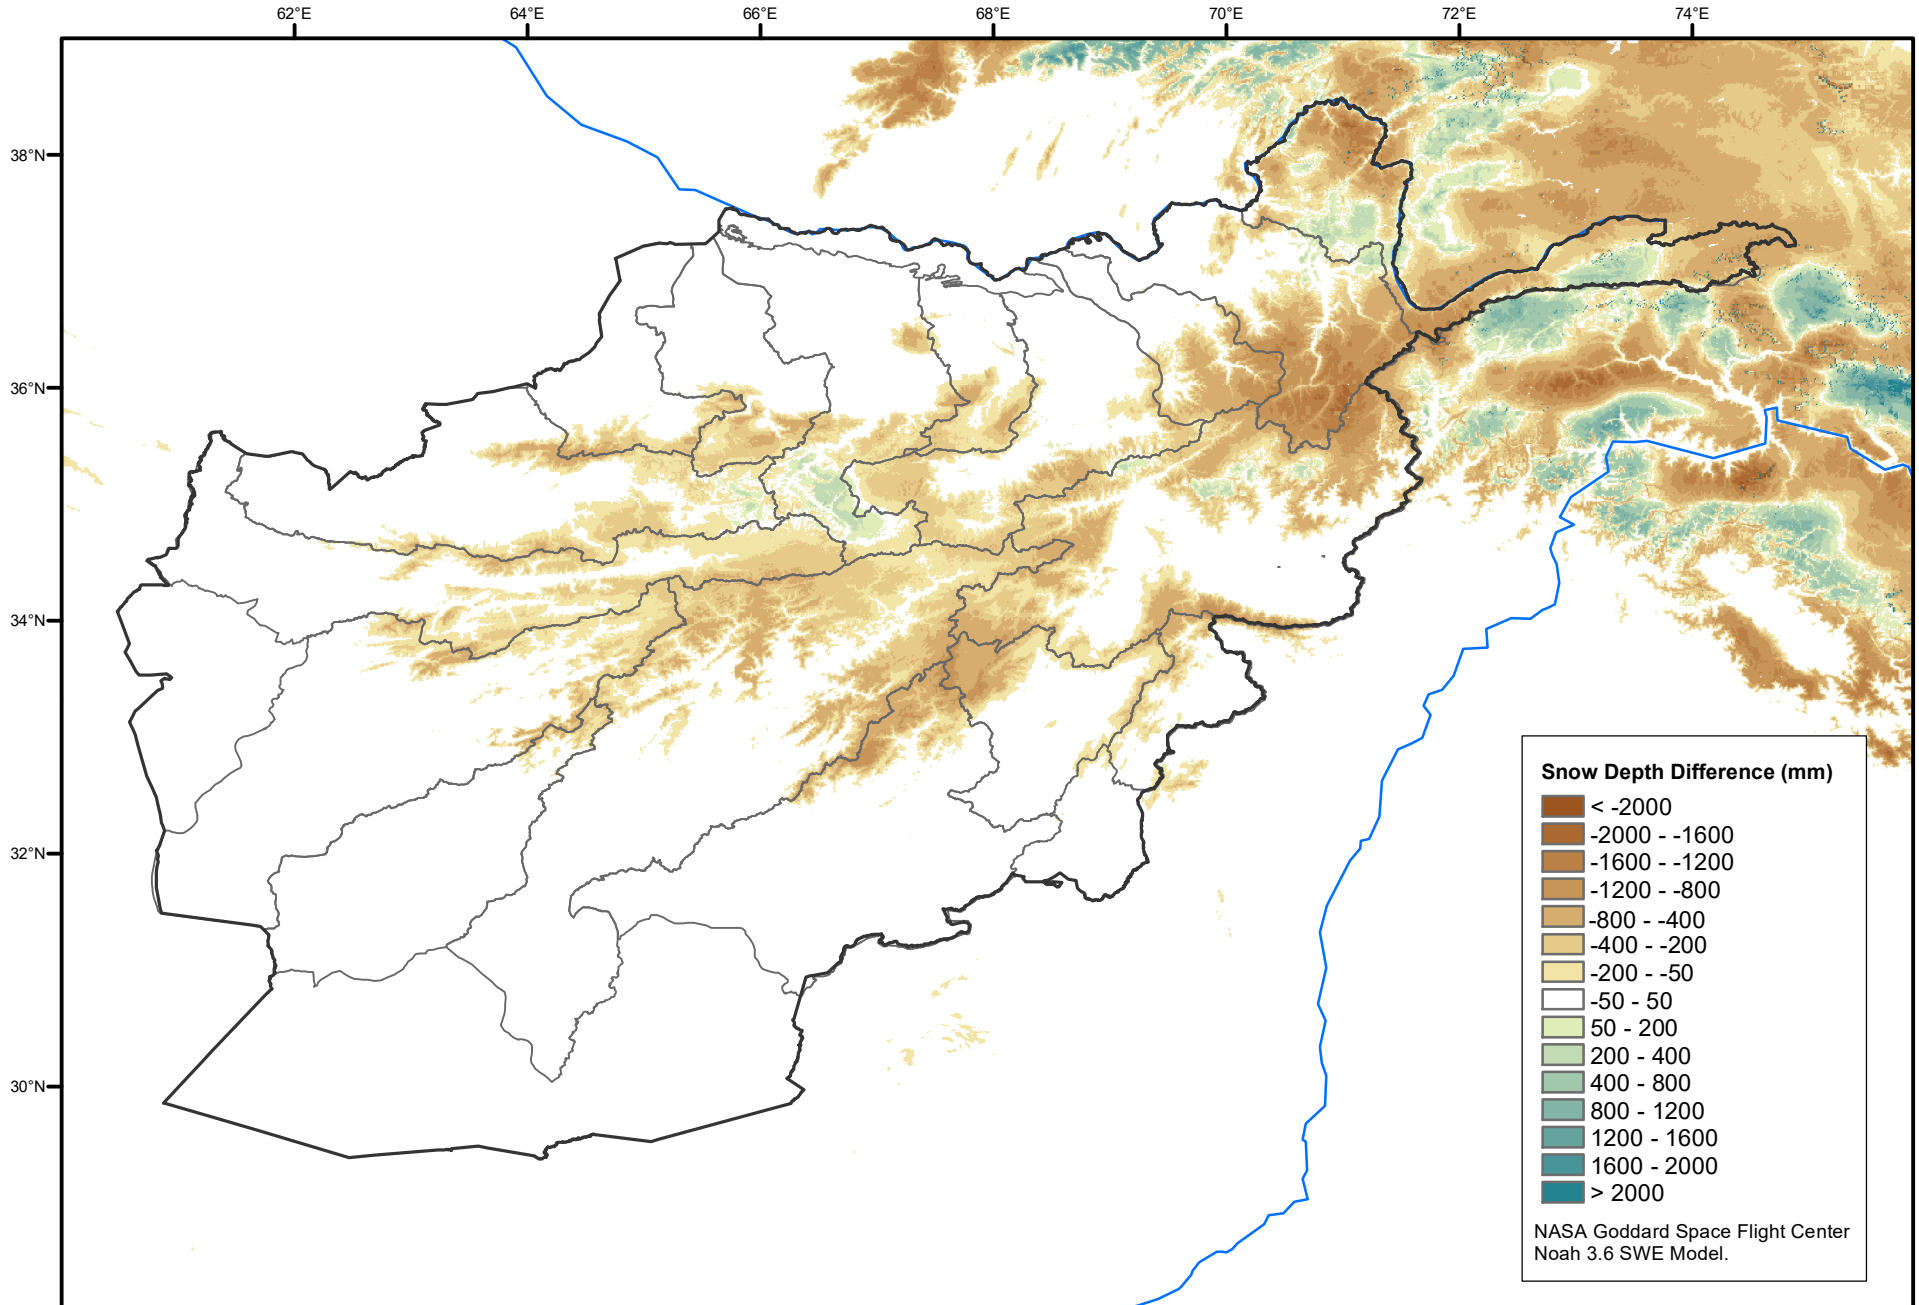 62°E 64°E 66°E 68°E 70°E 72°E 74°E
38°N
36°N
34°N
32°N
30°N
Snow Depth Difference (mm)
< -2000
-2000 - -1600
-1600 - -1200
-1200 - -800
-800 - -400
-400 - -200
-200 - -50
-50 - 50
50 - 200
200 - 400
400 - 800
800 - 1200
1200 - 1600
1600 - 2000
> 2000
NASA Goddard Space Flight Center
Noah 3.6 SWE Model.